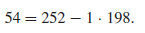 54 = 252 − 1 · 198.